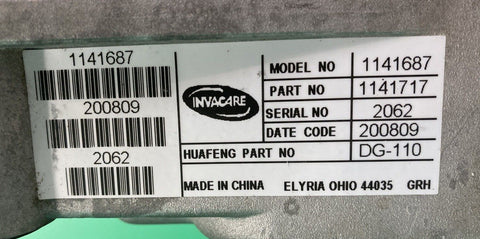 1141687
200809
2062
INVACARE
MODEL NO 1141687
PART NO 1141717
SERIAL NO 2062
DATE CODE 200809
HUAFENG PART NO DG-110
MADE IN CHINA ELYRIA OHIO 44035 GRH